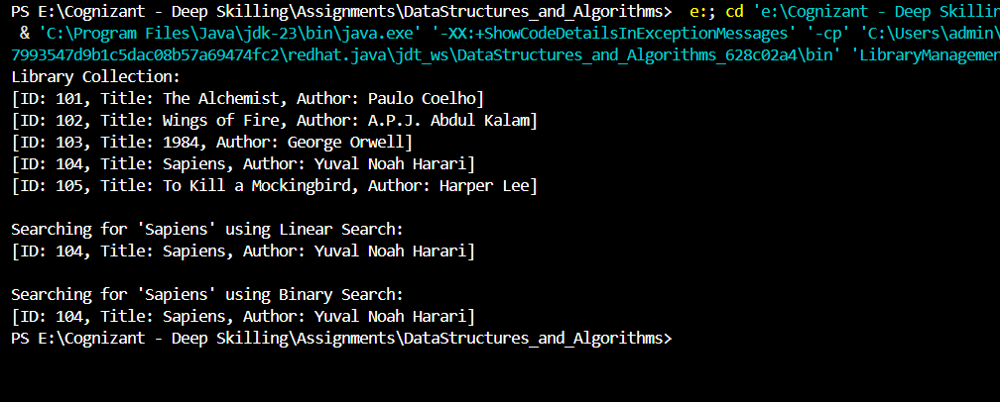 PS E:\Cognizant - Deep Skilling\Assignments\DataStructures_and_Algorithms>  e:; cd 'e:\Cognizant - Deep Skillin
 & 'C:\Program Files\Java\jdk-23\bin\java.exe' '-XX:+ShowCodeDetailsInExceptionMessages' '-cp' 'C:\Users\admin\
7993547d9b1c5dac08b57a69474fc2\redhat.java\jdt_ws\DataStructures_and_Algorithms_628c02a4\bin' 'LibraryManagemen
Library Collection:
[ID: 101, Title: The Alchemist, Author: Paulo Coelho]
[ID: 102, Title: Wings of Fire, Author: A.P.J. Abdul Kalam]
[ID: 103, Title: 1984, Author: George Orwell]
[ID: 104, Title: Sapiens, Author: Yuval Noah Harari]
[ID: 105, Title: To Kill a Mockingbird, Author: Harper Lee]
Searching for 'Sapiens' using Linear Search:
[ID: 104, Title: Sapiens, Author: Yuval Noah Harari]
Searching for 'Sapiens' using Binary Search:
[ID: 104, Title: Sapiens, Author: Yuval Noah Harari]
PS E:\Cognizant - Deep Skilling\Assignments\DataStructures_and_Algorithms>